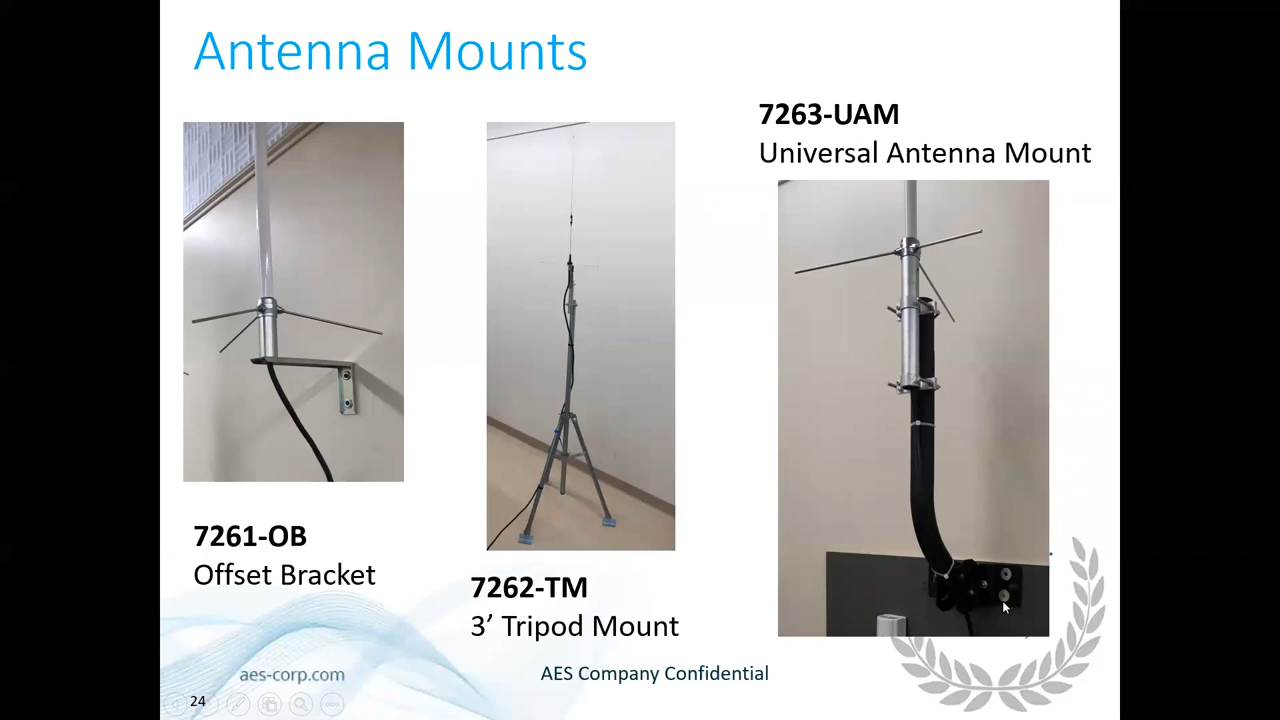 Antenna Mounts
7263-UAM
Universal Antenna Mount
7261-OB
Offset Bracket
7262-TM
3’ Tripod Mount
aes-corp.com
AES Company Confidential
24